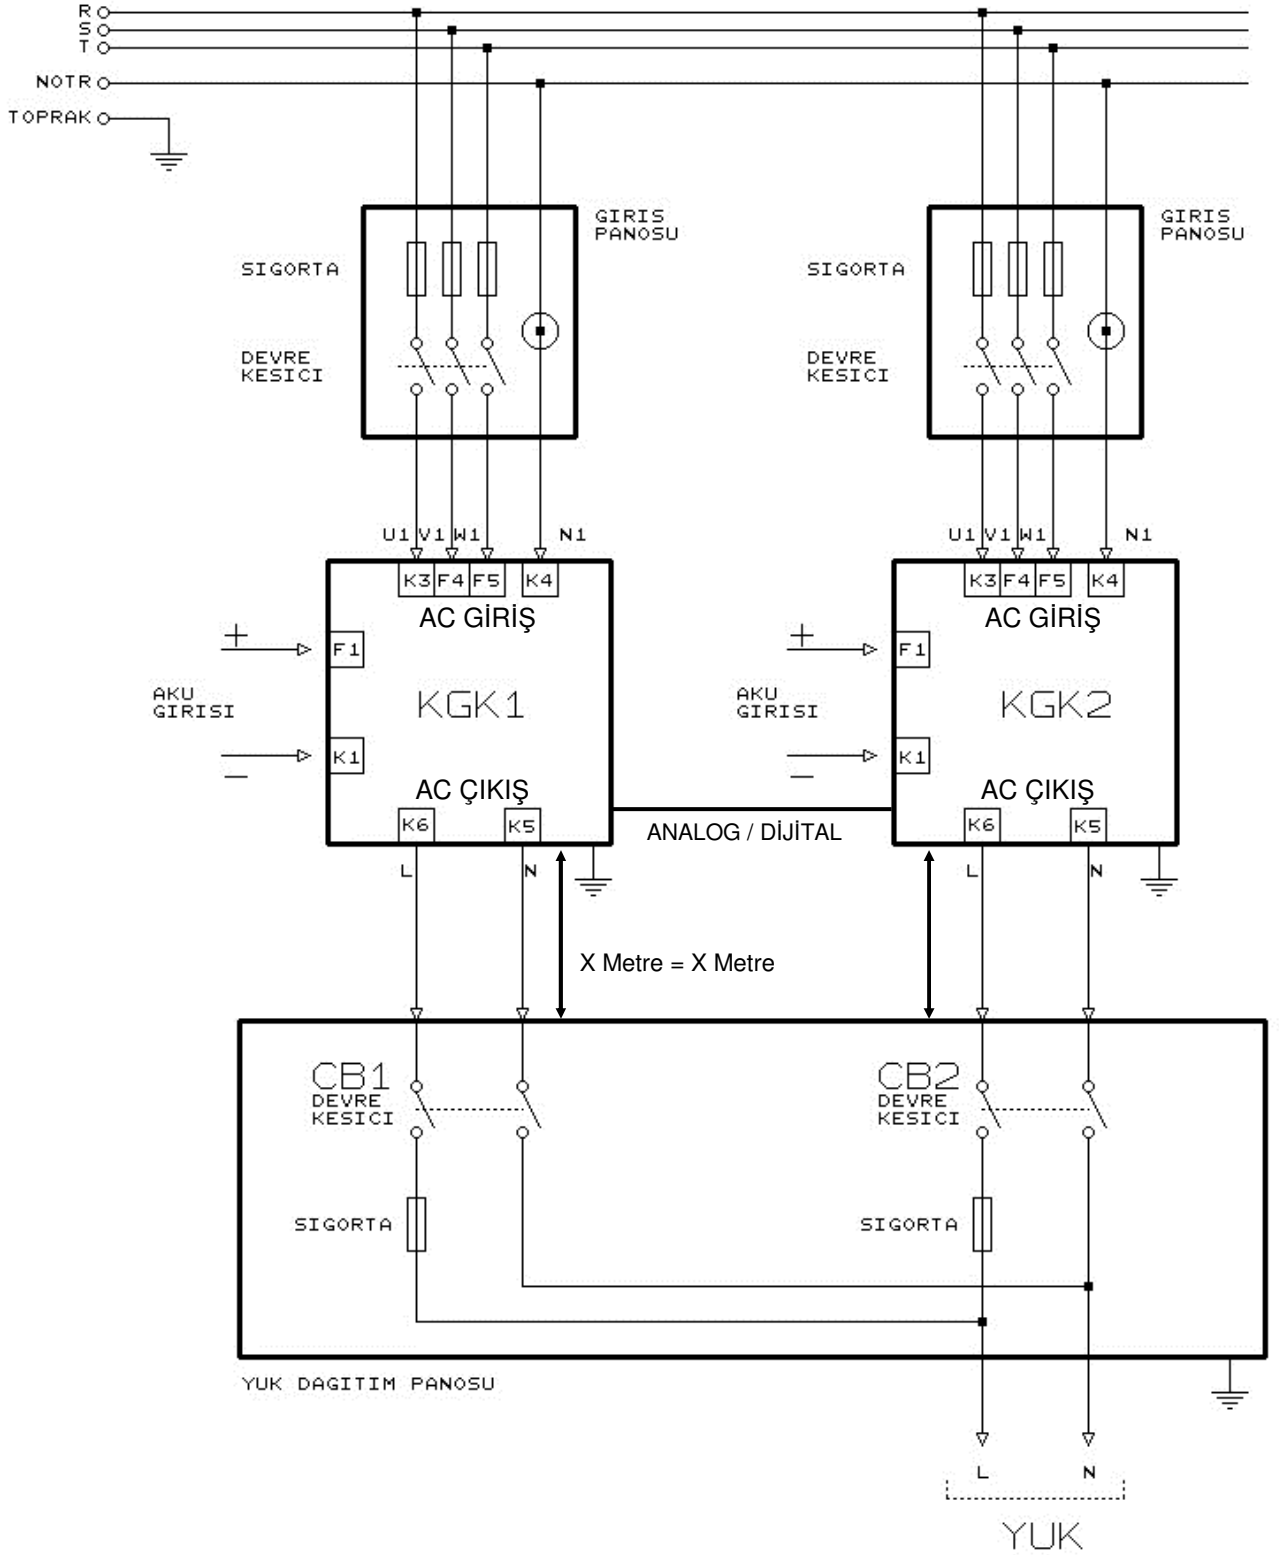 R
S
T
NOTR
TOPRAK
GIRIS
PANOSU
GIRIS
PANOSU
SIGORTA
SIGORTA
DEVRE
KESICI
DEVRE
KESICI
U1 V1 W1 N1
U1 V1 W1 N1
K3 F4 F5 K4
K3 F4 F5 K4
AC GİRİŞ
AC GİRİŞ
+
F1
+
F1
AKU
GIRISI
KGK1
AKU
GIRISI
KGK2
K1
−
K1
−
AC ÇIKIŞ
AC ÇIKIŞ
K6 K5
K6 K5
ANALOG / DİJİTAL
L N
L N
X Metre = X Metre
CB1
DEVRE
KESICI
CB2
DEVRE
KESICI
SIGORTA
SIGORTA
YUK DAGITIM PANOSU
L N
YUK